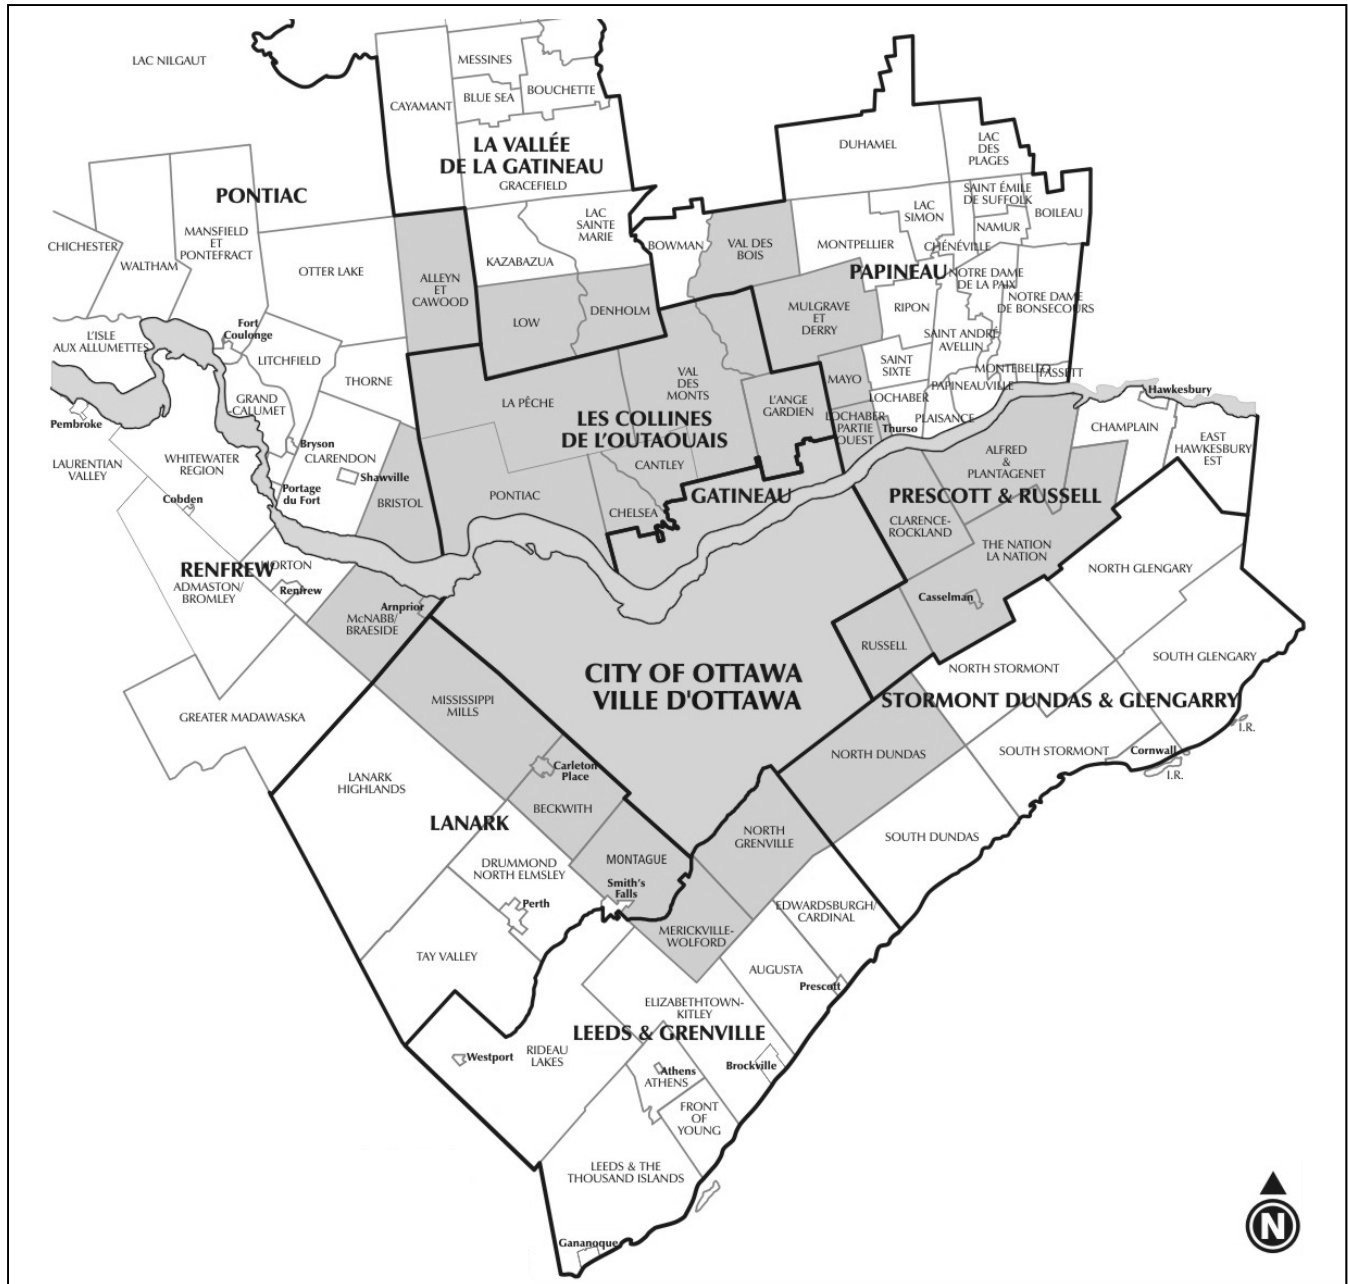 LAC NILGAUT
MESSINES
BLUE SEA
BOUCHETTE
CAYAMANT
LA VALLÉE
DE LA GATINEAU
GRACEFIELD
DUHAMEL
LAC
DES
PLAGES
PONTIAC
MANSFIELD
ET
PONTEFRACT
CHICHESTER
WALTHAM
OTTER LAKE
ALLEYN
ET
CAWOOD
KAZABAZUA
LAC
SAINTE
MARIE
BOWMAN
VAL DES
BOIS
MONTPELLIER
LAC
SIMON
SAINT ÉMILE
DE SUFFOLK
NAMUR
BOILEAU
CHÉNÉVILLE
PAPINEAU
NOTRE DAME
DE LA PAIX
NOTRE DAME
DE BONSECOURS
LOW
DENHOLM
MULGRAVE
ET
DERRY
RIPON
SAINT ANDRÉ
AVELLIN
L'ISLE
AUX ALLUMETTES
Fort
Coulonge
LITCHFIELD
THORNE
GRAND
CALUMET
LA PÊCHE
VAL
DES
MONTS
LES COLLINES
DE L'OUTAOUAIS
L'ANGE
GARDIEN
MAYO
SAINT
SIXTE
MONTEBELLO
FASSETT
PAPINEAUVILLE
LOCHABER
LOCHABER
PARTIE
OUEST
Thurso
PLAISANCE
Hawkesbury
CHAMPLAIN
EAST
HAWKESBURY
EST
Pembroke
LAURENTIAN
VALLEY
WHITEWATER
REGION
Cobden
Bryson
CLARENDON
Shawville
Portage
du Fort
BRISTOL
PONTIAC
CANTLEY
CHELSEA
GATINEAU
ALFRED
&
PLANTAGENET
PRESCOTT & RUSSELL
CLARENCE-
ROCKLAND
THE NATION
LA NATION
NORTH GLENGARY
RENFREW
HORTON
ADMASTON/
BROMLEY
Renfrew
Arnprior
McNABB/
BRAESIDE
Casselman
RUSSELL
CITY OF OTTAWA
VILLE D'OTTAWA
NORTH STORMONT
SOUTH GLENGARY
STORMONT DUNDAS & GLENGARRY
I.R.
GREATER MADAWASKA
MISSISSIPPI
MILLS
NORTH DUNDAS
SOUTH STORMONT
Cornwall
I.R.
LANARK
HIGHLANDS
Carleton
Place
BECKWITH
LANARK
NORTH
GRENVILLE
SOUTH DUNDAS
DRUMMOND
NORTH ELMSLEY
MONTAGUE
Smith's
Falls
Perth
EDWARDSBURGH/
CARDINAL
MERICKVILLE-
WOLFORD
TAY VALLEY
AUGUSTA
Prescott
ELIZABETHTOWN-
KITLEY
LEEDS & GRENVILLE
Westport
RIDEAU
LAKES
Athens
ATHENS
Brockville
FRONT
OF
YOUNG
LEEDS & THE
THOUSAND ISLANDS
Gananoque
N